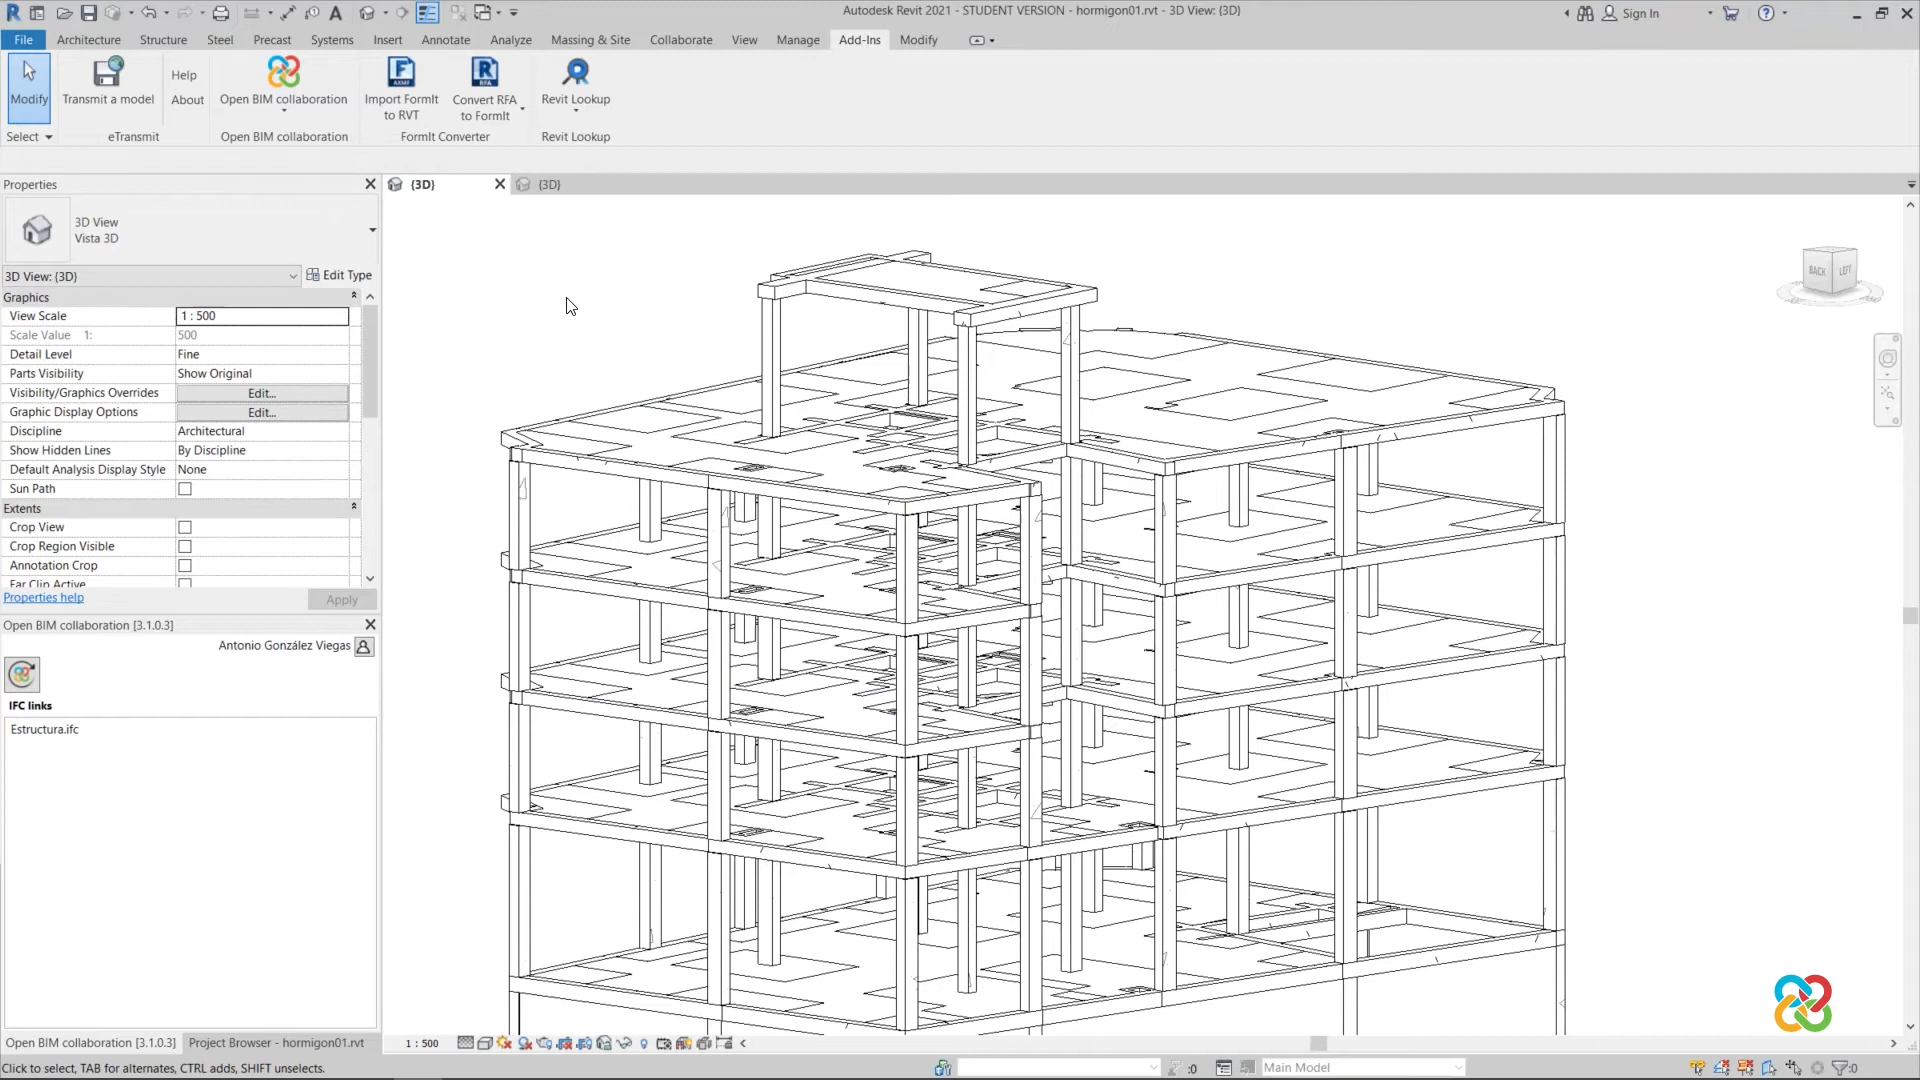 Autodesk Revit 2021 - STUDENT VERSION - hormigon01.rvt - 3D View: {3D}
Sign In
File Architecture Structure Steel Precast Systems Insert Annotate Analyze Massing & Site Collaborate View Manage Add-Ins Modify
Modify
Transmit a model
Help
About
Open BIM collaboration
Import FormIt
to RVT
Convert RFA
to FormIt
Revit Lookup
Select
eTransmit
Open BIM collaboration
FormIt Converter
Revit Lookup
Properties
{3D}
{3D}
3D View
Vista 3D
3D View: {3D}
Edit Type
Graphics
View Scale 1 : 500
Scale Value 1: 500
Detail Level Fine
Parts Visibility Show Original
Visibility/Graphics Overrides Edit...
Graphic Display Options Edit...
Discipline Architectural
Show Hidden Lines By Discipline
Default Analysis Display Style None
Sun Path
Extents
Crop View
Crop Region Visible
Annotation Crop
Far Clip Active
Properties help
Apply
BACK LEFT
Open BIM collaboration [3.1.0.3]
Antonio González Viegas
IFC links
Estructura.ifc
Open BIM collaboration [3.1.0.3]
Project Browser - hormigon01.rvt
1 : 500
Click to select, TAB for alternates, CTRL adds, SHIFT unselects.
:0
Main Model
:0